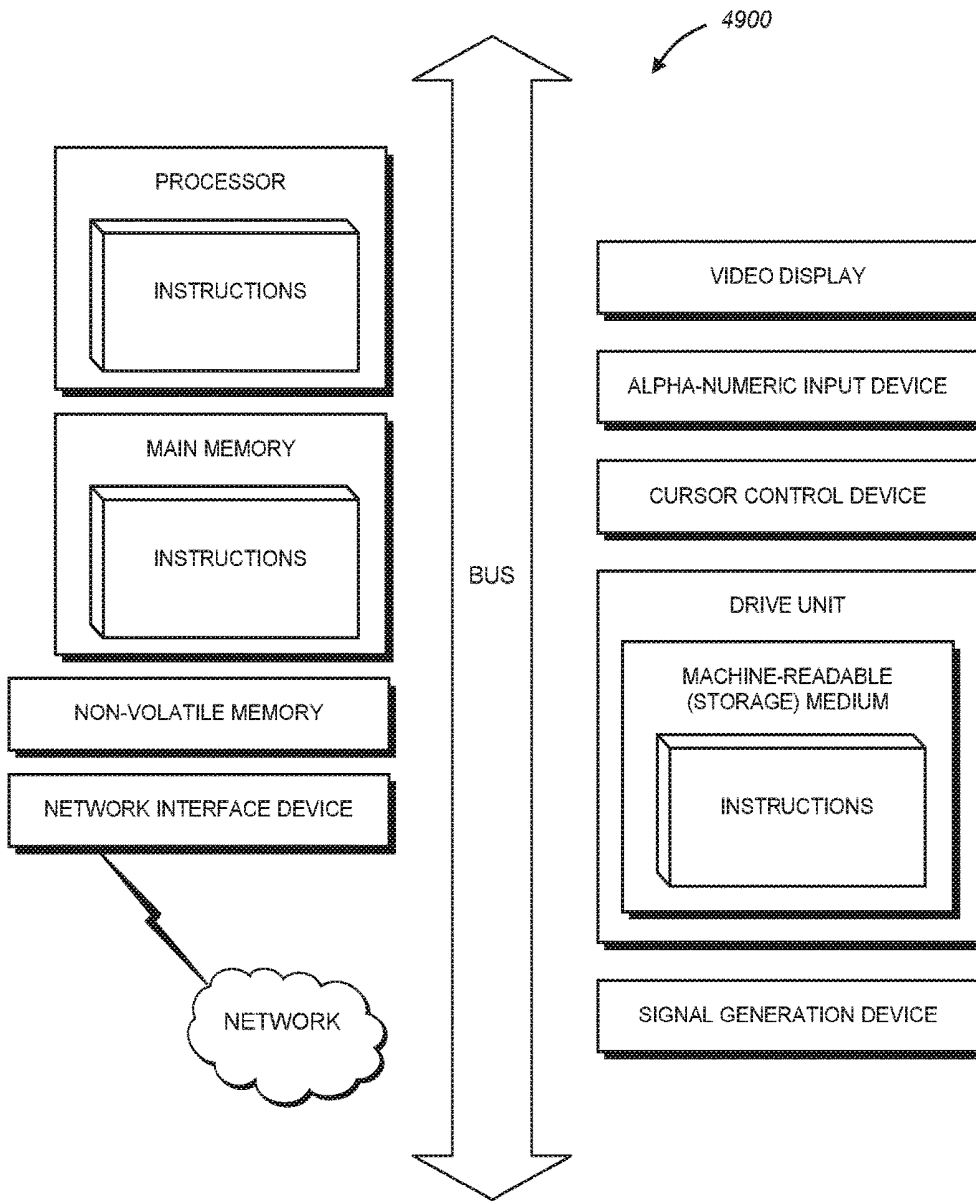 4900
PROCESSOR
INSTRUCTIONS
MAIN MEMORY
INSTRUCTIONS
NON-VOLATILE MEMORY
NETWORK INTERFACE DEVICE
NETWORK
BUS
VIDEO DISPLAY
ALPHA-NUMERIC INPUT DEVICE
CURSOR CONTROL DEVICE
DRIVE UNIT
MACHINE-READABLE
(STORAGE) MEDIUM
INSTRUCTIONS
SIGNAL GENERATION DEVICE